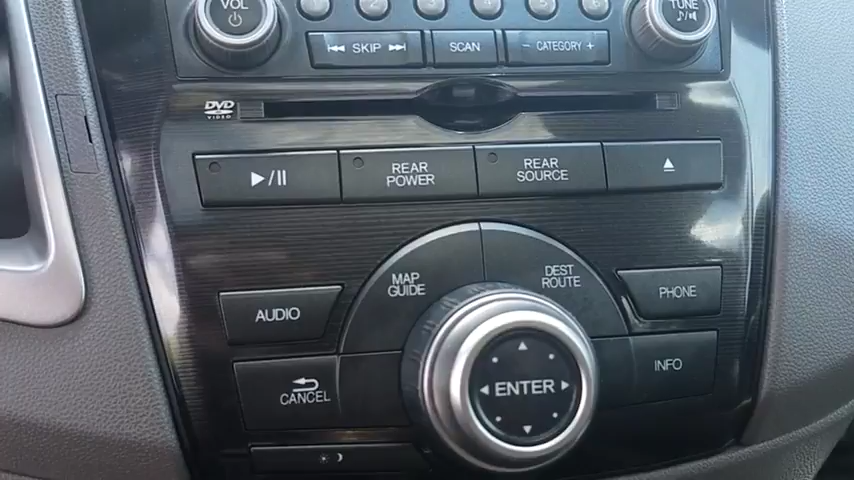 VOL
TUNE
SKIP
SCAN
- CATEGORY +
DVD
VIDEO
REAR
POWER
REAR
SOURCE
MAP
GUIDE
DEST
ROUTE
AUDIO
PHONE
CANCEL
ENTER
INFO